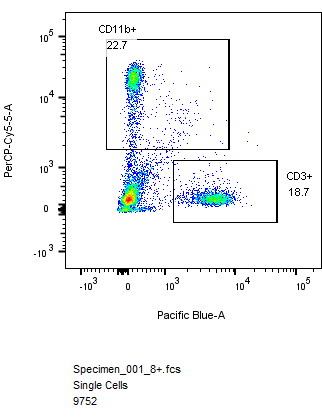 CD11b+
22.7
10^5
10^4
10^3
0
-10^3
PerCP-Cy5-5-A
CD3+
18.7
-10^3
0
10^3
10^4
10^5
Pacific Blue-A
Specimen_001_8+.fcs
Single Cells
9752